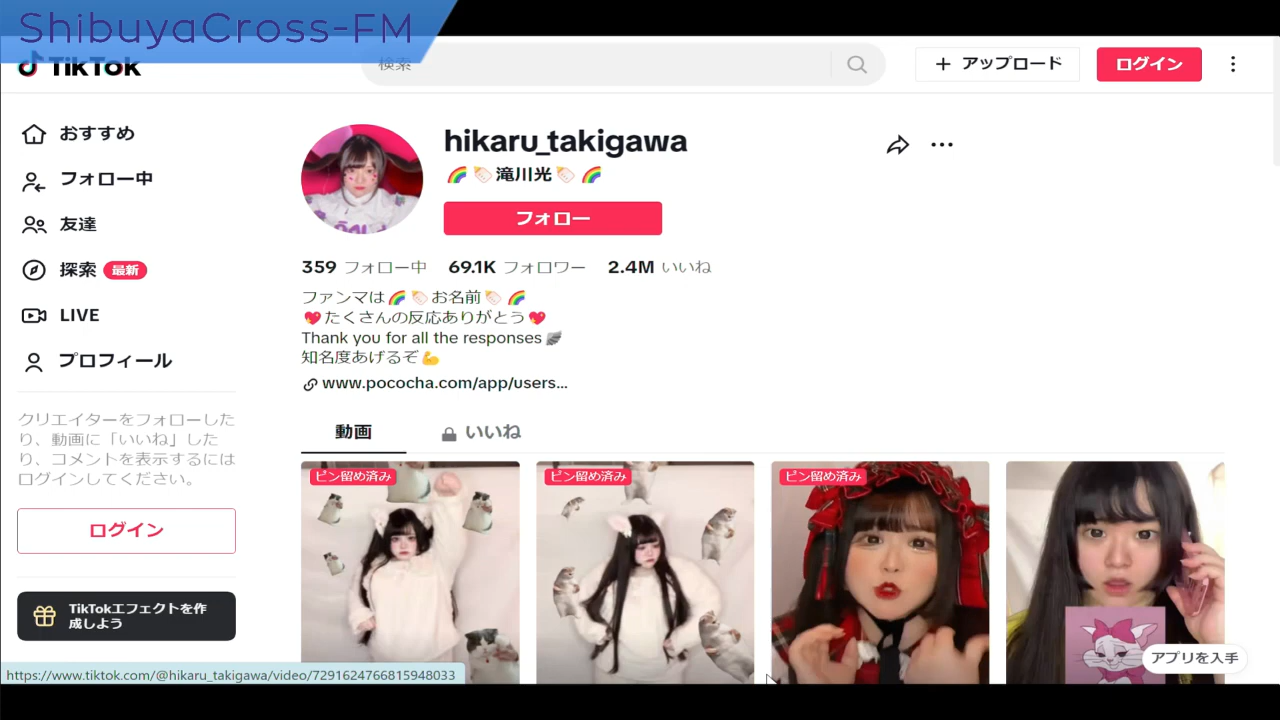 ShibuyaCross-FM
TikTok
検索
アップロード
ログイン
おすすめ
フォロー中
友達
探索 最新
LIVE
プロフィール
クリエイターをフォローした
り、動画に「いいね」した
り、コメントを表示するには
ログインしてください。
ログイン
TikTokエフェクトを作
成しよう
hikaru_takigawa
🌈🏷️滝川光🏷️🌈
フォロー
359 フォロー中 69.1K フォロワー 2.4M いいね
ファンマは🌈🏷️お名前🏷️🌈
💖たくさんの反応ありがとう💖
Thank you for all the responses🪽
知名度あげるぞ💪
www.pococha.com/app/users...
動画 いいね
ピン留め済み
ピン留め済み
ピン留め済み
アプリを入手
https://www.tiktok.com/@hikaru_takigawa/video/7291624766815948033